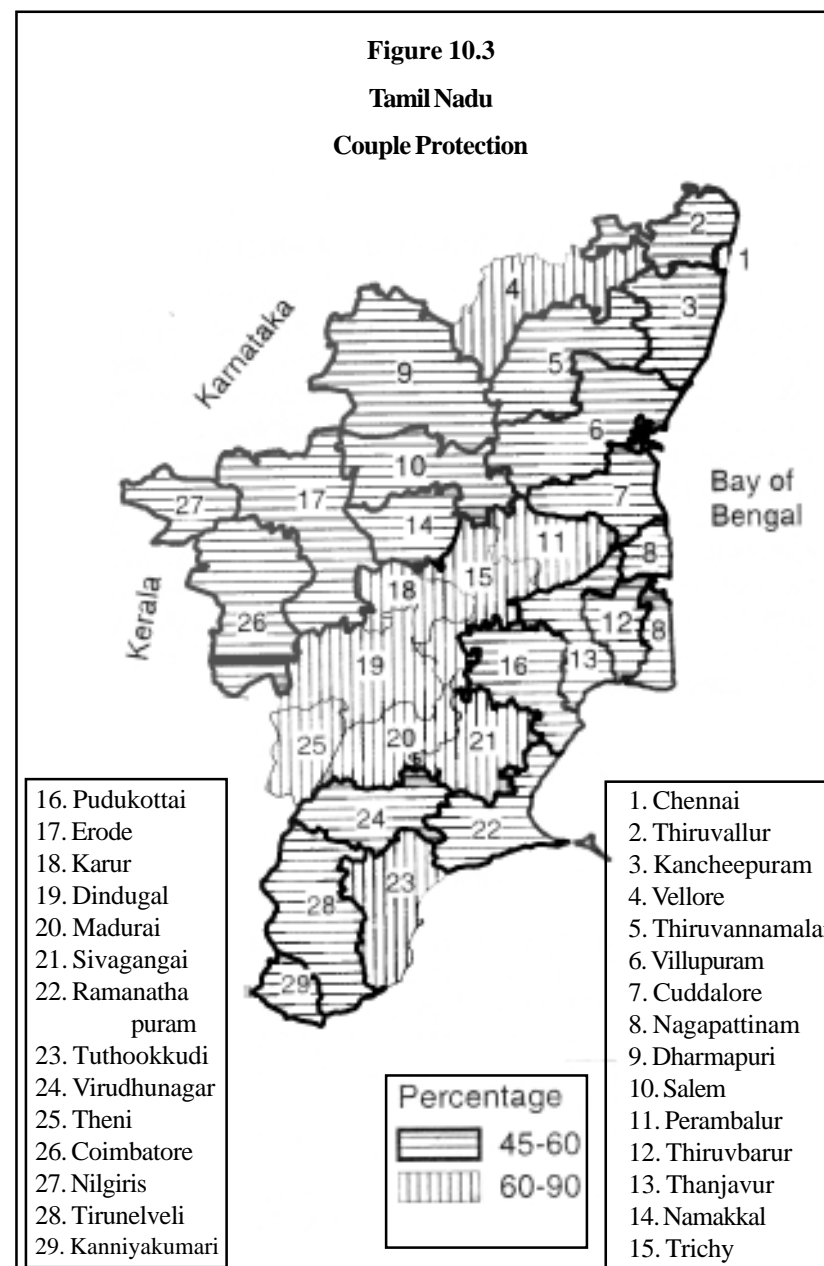 Figure 10.3
Tamil Nadu
Couple Protection
2
1
4
3
Karnataka
5
9
6
10
7
Bay of
Bengal
27
17
14
11
8
15
18
Kerala
26
12
8
19
16
13
25
20
21
24
22
23
28
29
16. Pudukottai
17. Erode
18. Karur
19. Dindugal
20. Madurai
21. Sivagangai
22. Ramanatha
puram
23. Tuthookkudi
24. Virudhunagar
25. Theni
26. Coimbatore
27. Nilgiris
28. Tirunelveli
29. Kanniyakumari
Percentage
45-60
60-90
1. Chennai
2. Thiruvallur
3. Kancheepuram
4. Vellore
5. Thiruvannamalai
6. Villupuram
7. Cuddalore
8. Nagapattinam
9. Dharmapuri
10. Salem
11. Perambalur
12. Thiruvbarur
13. Thanjavur
14. Namakkal
15. Trichy